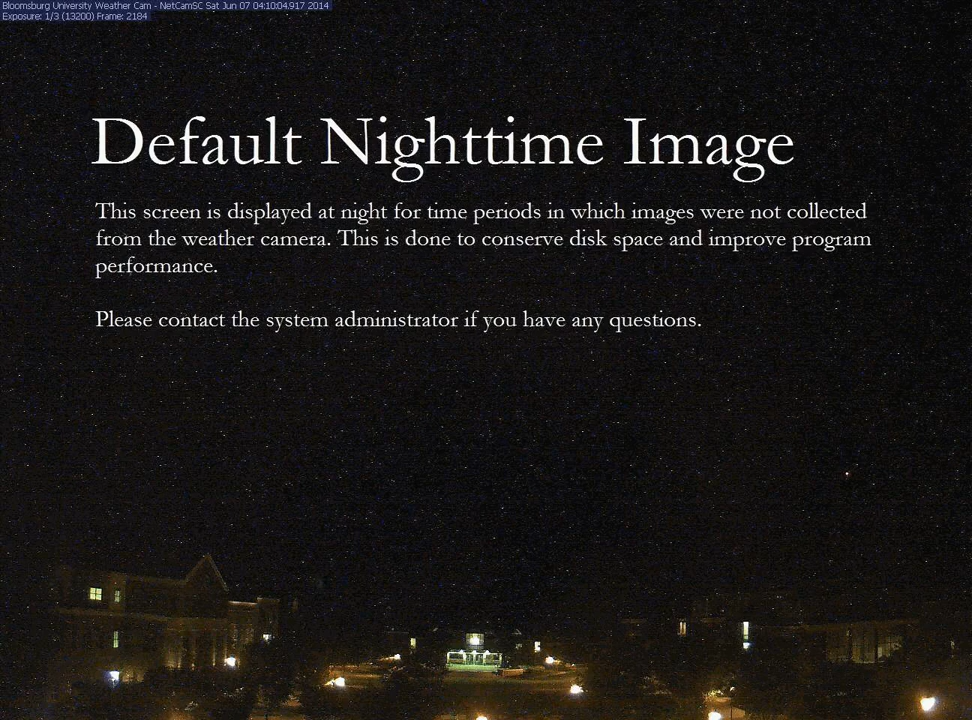 Bloomsburg University Weather Cam - NetCamSC Sat Jun 07 04:10:04.917 2014
Exposure: 1/3 (13200) Frame: 2184
Default Nighttime Image
This screen is displayed at night for time periods in which images were not collected
from the weather camera. This is done to conserve disk space and improve program
performance.
Please contact the system administrator if you have any questions.